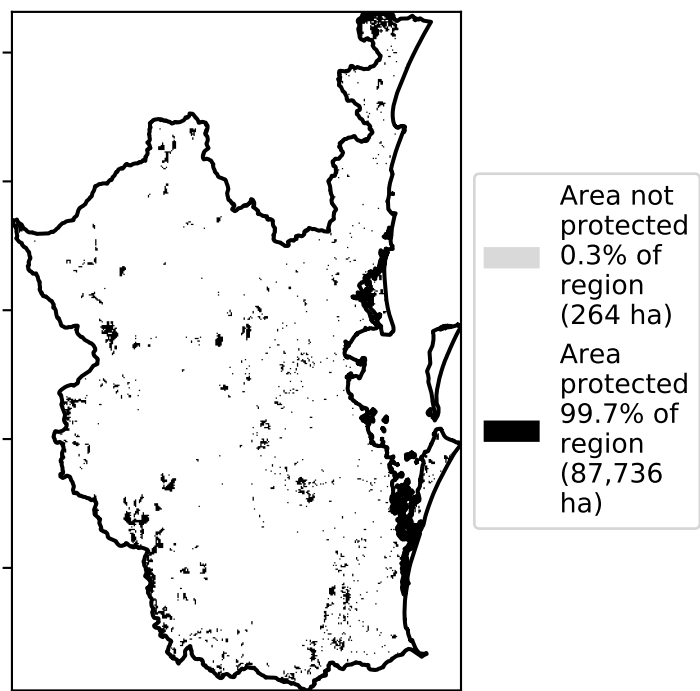 Area not
protected
0.3% of
region
(264 ha)
Area
protected
99.7% of
region
(87,736
ha)